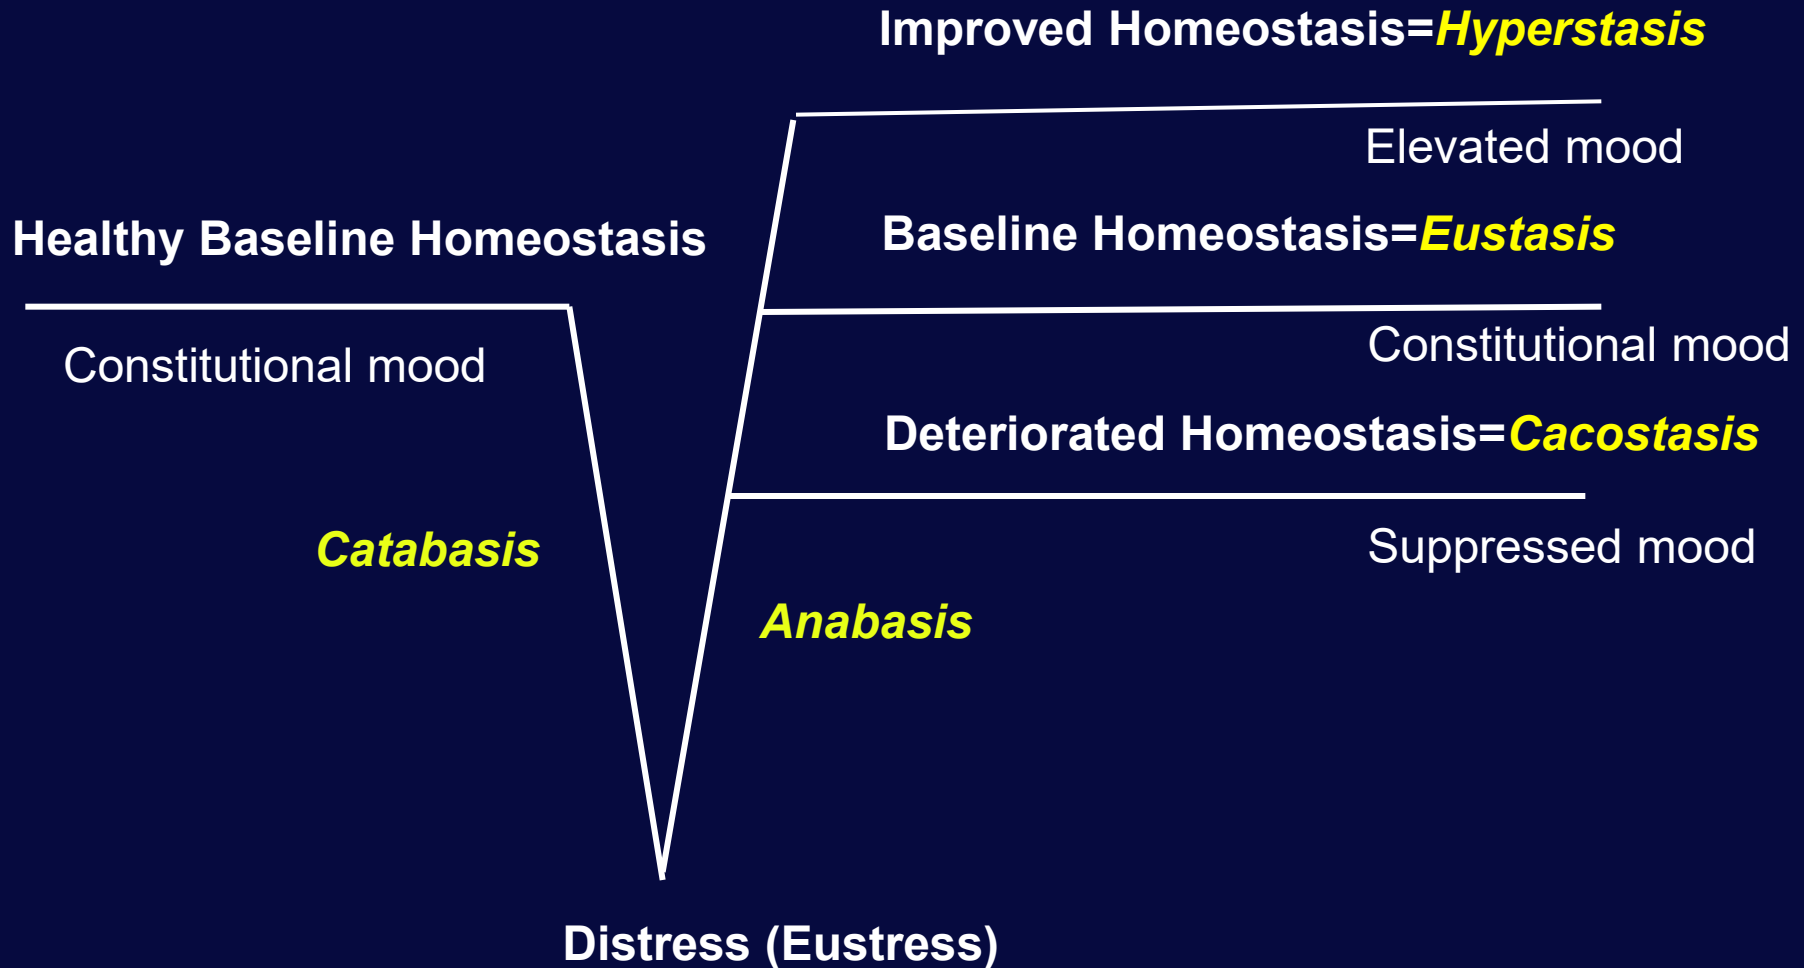 Improved Homeostasis=Hyperstasis
Elevated mood
Healthy Baseline Homeostasis
Baseline Homeostasis=Eustasis
Constitutional mood
Constitutional mood
Deteriorated Homeostasis=Cacostasis
Catabasis
Suppressed mood
Anabasis
Distress (Eustress)